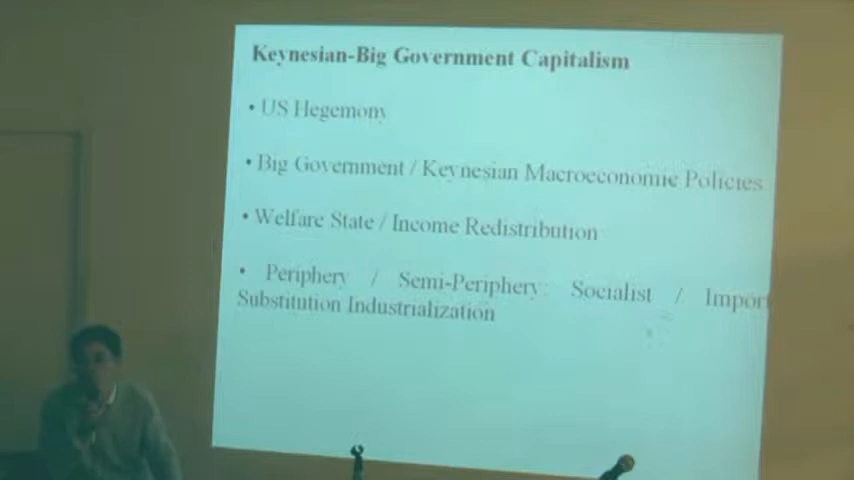 Keynesian-Big Government Capitalism
• US Hegemony
• Big Government / Keynesian Macroeconomic Policies
• Welfare State / Income Redistribution
• Periphery / Semi-Periphery: Socialist / Import
Substitution Industrialization